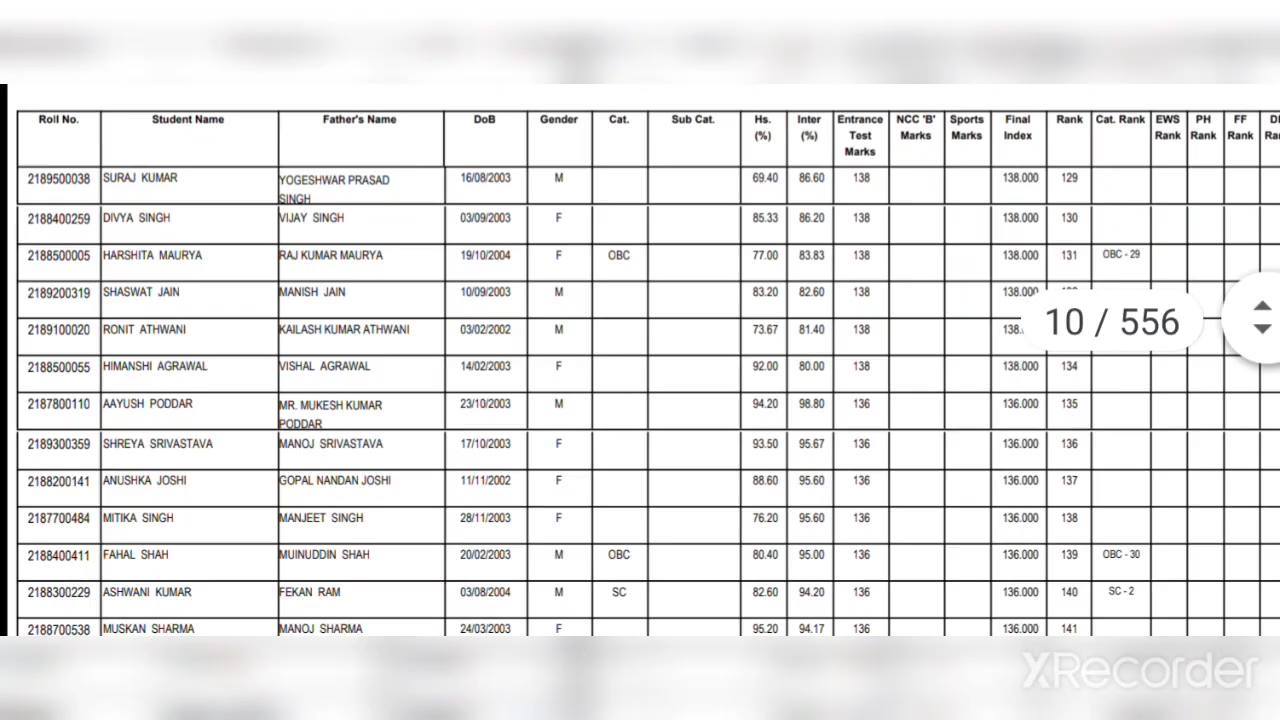 Roll No. Student Name Father's Name DoB Gender Cat. Sub Cat. Hs. (%) Inter (%) Entrance Test Marks NCC 'B' Marks Sports Marks Final Index Rank Cat. Rank EWS Rank PH Rank FF Rank
2189500038 SURAJ KUMAR YOGESHWAR PRASAD SINGH 16/08/2003 M 69.40 86.60 138 138.000 129
2188400259 DIVYA SINGH VIJAY SINGH 03/09/2003 F 85.33 86.20 138 138.000 130
2188500005 HARSHITA MAURYA RAJ KUMAR MAURYA 19/10/2004 F OBC 77.00 83.83 138 138.000 131 OBC - 29
2189200319 SHASWAT JAIN MANISH JAIN 10/09/2003 M 83.20 82.60 138 138.000
2189100020 RONIT ATHWANI KAILASH KUMAR ATHWANI 03/02/2002 M 73.67 81.40 138
10 / 556
2188500055 HIMANSHI AGRAWAL VISHAL AGRAWAL 14/02/2003 F 92.00 80.00 138 138.000 134
2187800110 AAYUSH PODDAR MR. MUKESH KUMAR PODDAR 23/10/2003 M 94.20 98.80 136 136.000 135
2189300359 SHREYA SRIVASTAVA MANOJ SRIVASTAVA 17/10/2003 F 93.50 95.67 136 136.000 136
2188200141 ANUSHKA JOSHI GOPAL NANDAN JOSHI 11/11/2002 F 88.60 95.60 136 136.000 137
2187700484 MITIKA SINGH MANJEET SINGH 28/11/2003 F 76.20 95.60 136 136.000 138
2188400411 FAHAL SHAH MUINUDDIN SHAH 20/02/2003 M OBC 80.40 95.00 136 136.000 139 OBC - 30
2188300229 ASHWANI KUMAR FEKAN RAM 03/08/2004 M SC 82.60 94.20 136 136.000 140 SC - 2
2188700538 MUSKAN SHARMA MANOJ SHARMA 24/03/2003 F 95.20 94.17 136 136.000 141
XRecorder